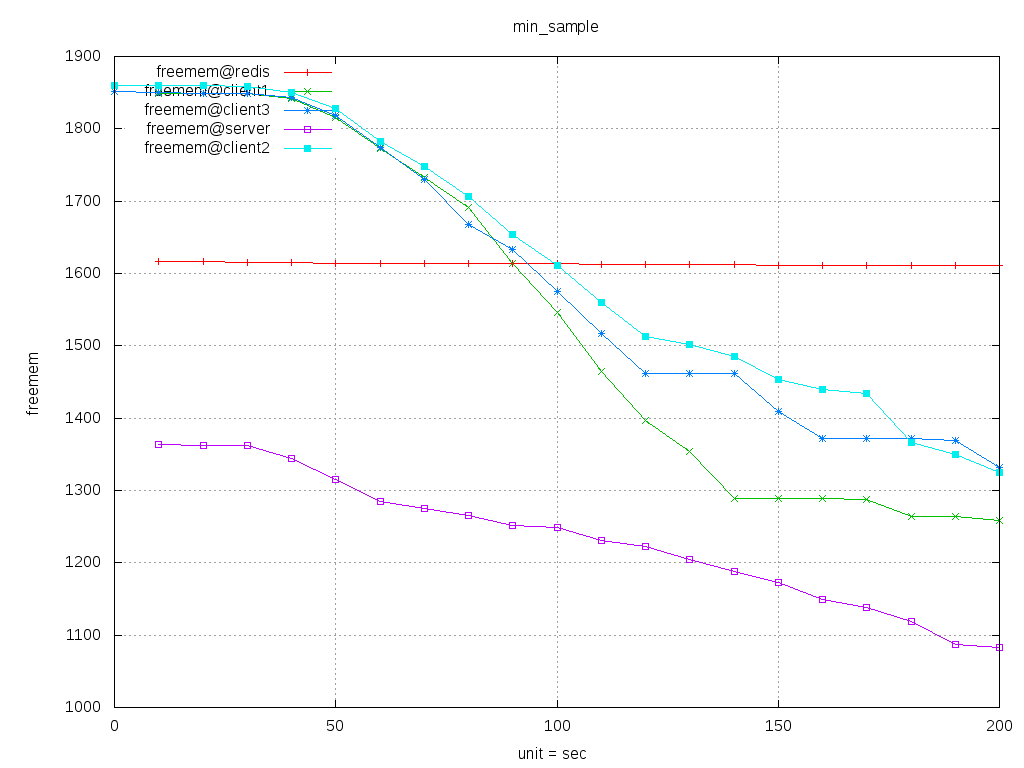 min_sample
1900
1800
1700
1600
1500
1400
1300
1200
1100
1000
freemem
freemem@redis
freemem@client1
freemem@client3
freemem@server
freemem@client2
0 50 100 150 200
unit = sec